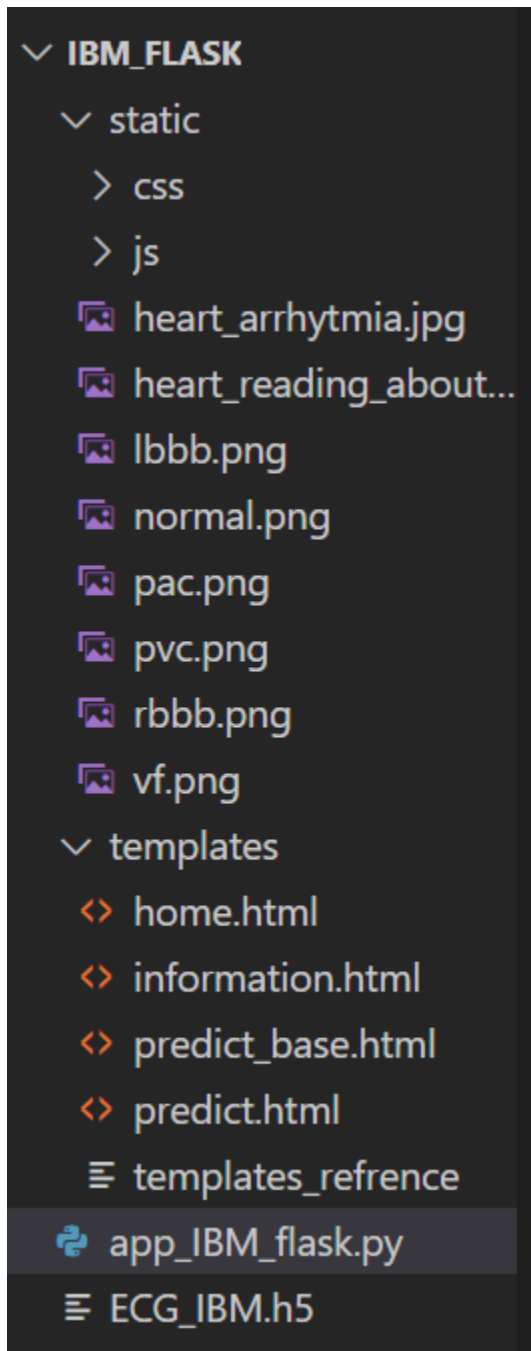 IBM_FLASK
static
css
js
heart_arrhytmia.jpg
heart_reading_about...
lbbb.png
normal.png
pac.png
pvc.png
rbbb.png
vf.png
templates
home.html
information.html
predict_base.html
predict.html
templates_refrence
app_IBM_flask.py
ECG_IBM.h5